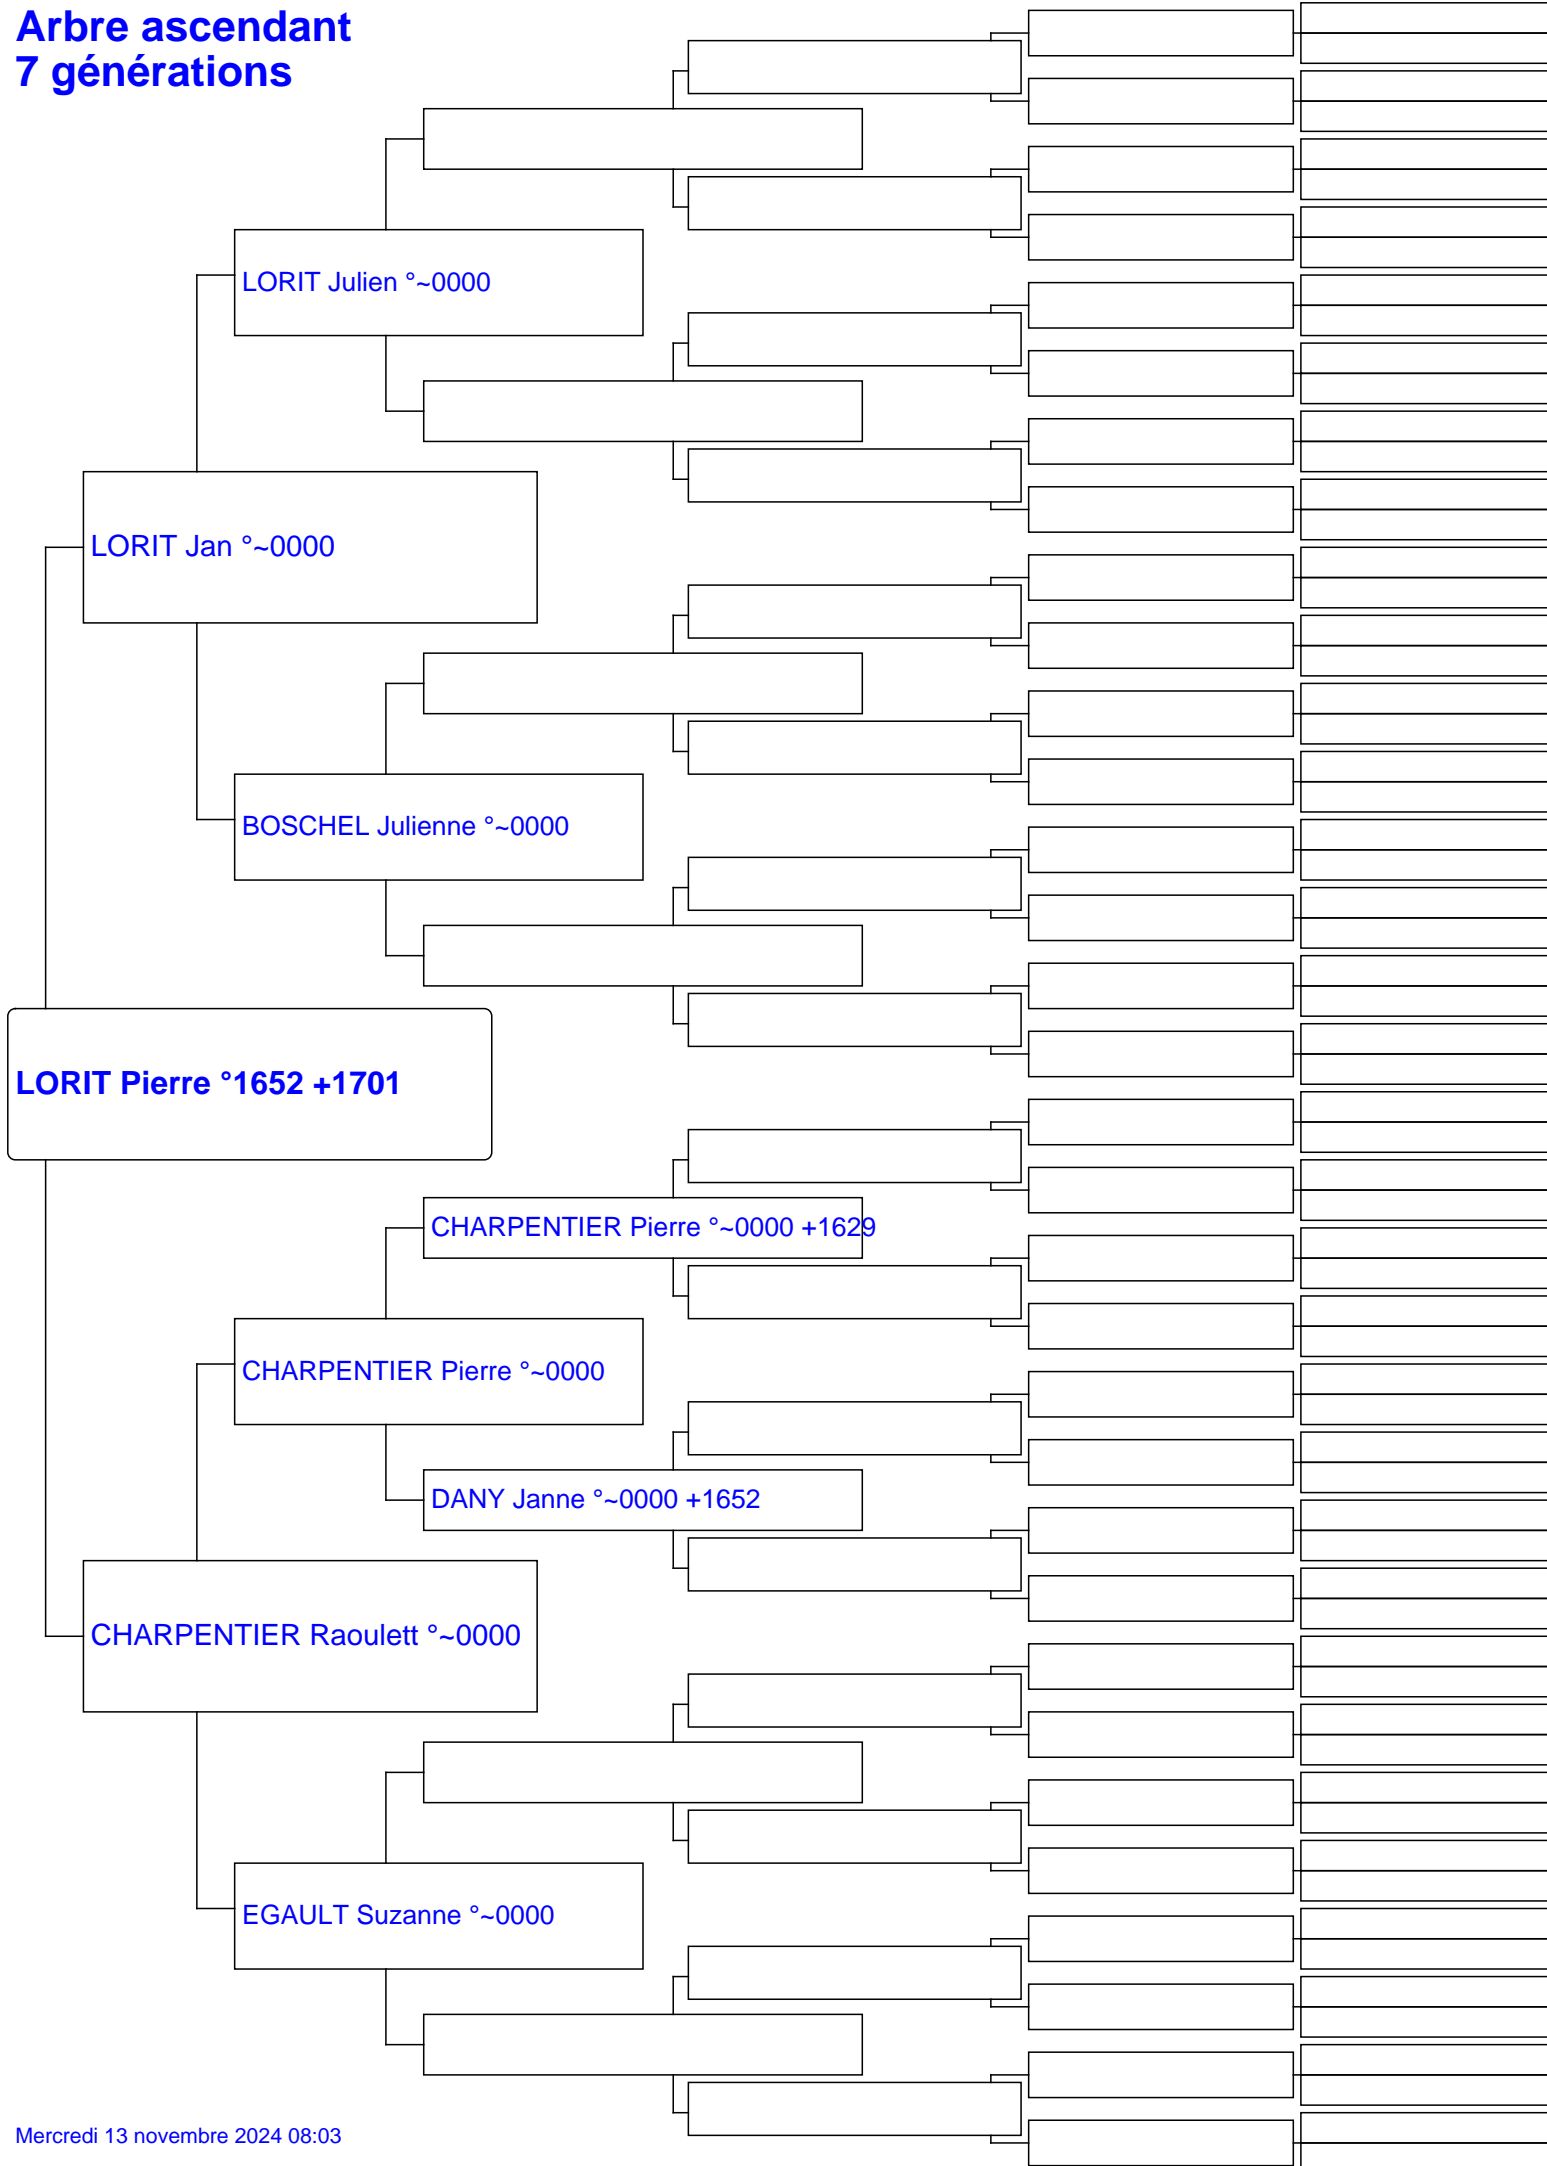 Arbre ascendant
7 générations
LORIT Julien °~0000
LORIT Jan °~0000
BOSCHEL Julienne °~0000
LORIT Pierre °1652 +1701
CHARPENTIER Pierre °~0000 +1629
CHARPENTIER Pierre °~0000
DANY Janne °~0000 +1652
CHARPENTIER Raoulett °~0000
EGAULT Suzanne °~0000
Mercredi 13 novembre 2024 08:03